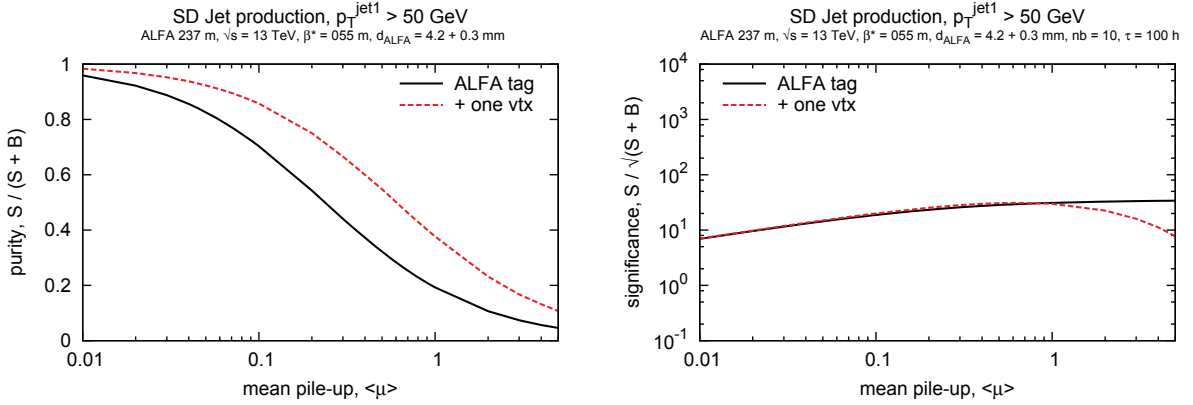 SD Jet production, p_T^jet1 > 50 GeV
ALFA 237 m, √s = 13 TeV, β* = 055 m, d_ALFA = 4.2 + 0.3 mm
purity, S / (S + B)
1
0.8
0.6
0.4
0.2
0
ALFA tag
+ one vtx
0.01
0.1
1
mean pile-up, <μ>
SD Jet production, p_T^jet1 > 50 GeV
ALFA 237 m, √s = 13 TeV, β* = 055 m, d_ALFA = 4.2 + 0.3 mm, nb = 10, τ = 100 h
significance, S / √(S + B)
10^4
10^3
10^2
10^1
10^0
10^-1
ALFA tag
+ one vtx
0.01
0.1
1
mean pile-up, <μ>